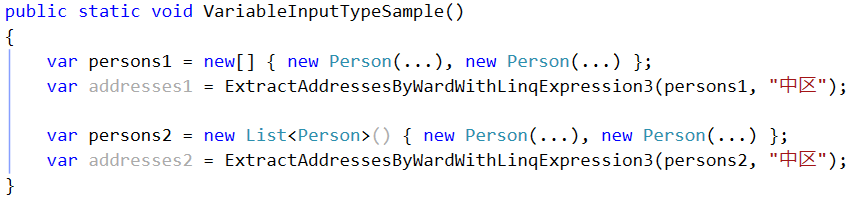 public static void VariableInputTypeSample()
{
    var persons1 = new[] { new Person(...), new Person(...) };
    var addresses1 = ExtractAddressesByWardWithLinqExpression3(persons1, "中区");

    var persons2 = new List<Person>() { new Person(...), new Person(...) };
    var addresses2 = ExtractAddressesByWardWithLinqExpression3(persons2, "中区");
}